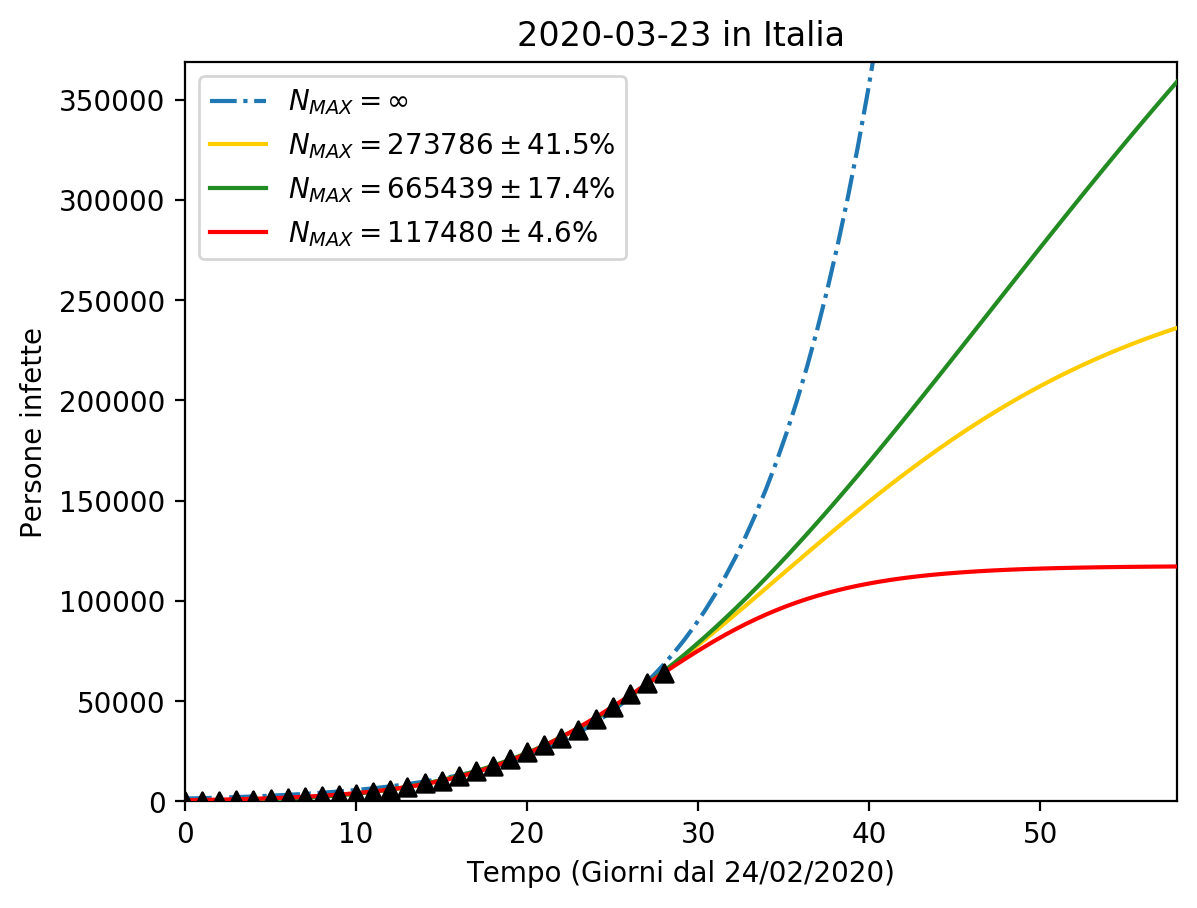 2020-03-23 in Italia
N_MAX = ∞
N_MAX = 273786 ± 41.5%
N_MAX = 665439 ± 17.4%
N_MAX = 117480 ± 4.6%
350000
300000
250000
200000
150000
100000
50000
0
Persone infette
0 10 20 30 40 50
Tempo (Giorni dal 24/02/2020)